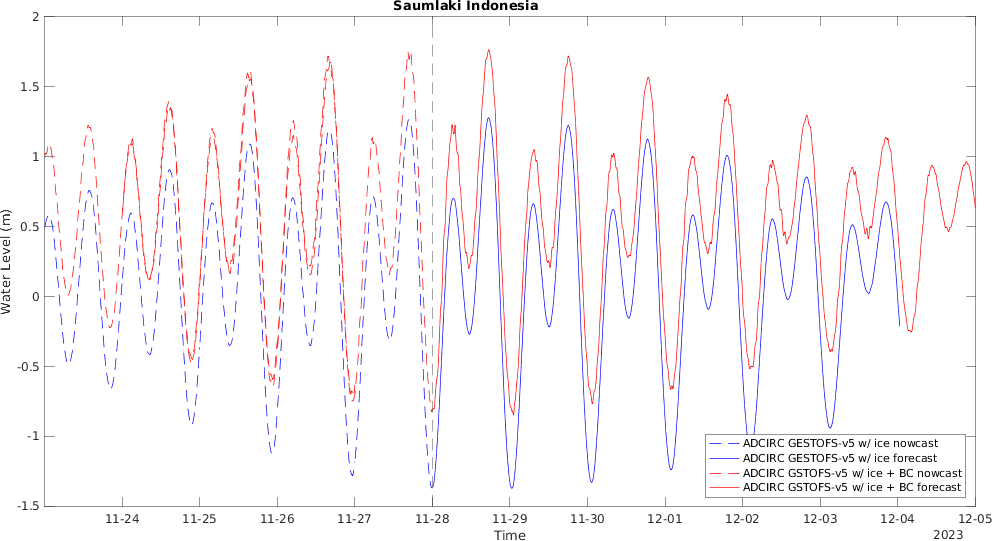 Saumlaki Indonesia
2
1.5
1
0.5
0
-0.5
-1
-1.5
Water Level (m)
ADCIRC GESTOFS-v5 w/ ice nowcast
ADCIRC GESTOFS-v5 w/ ice forecast
ADCIRC GSTOFS-v5 w/ ice + BC nowcast
ADCIRC GSTOFS-v5 w/ ice + BC forecast
11-24 11-25 11-26 11-27 11-28 11-29 11-30 12-01 12-02 12-03 12-04 12-05
Time
2023